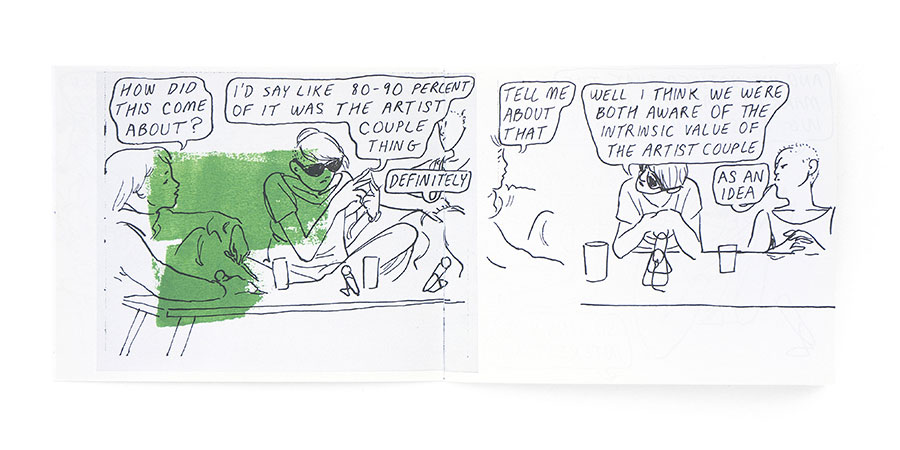 HOW DID
THIS COME
ABOUT?
I'D SAY LIKE 80-90 PERCENT
OF IT WAS THE ARTIST
COUPLE
THING
DEFINITELY
TELL ME
ABOUT
THAT
WELL I THINK WE WERE
BOTH AWARE OF THE
INTRINSIC VALUE OF
THE ARTIST COUPLE
AS AN
IDEA